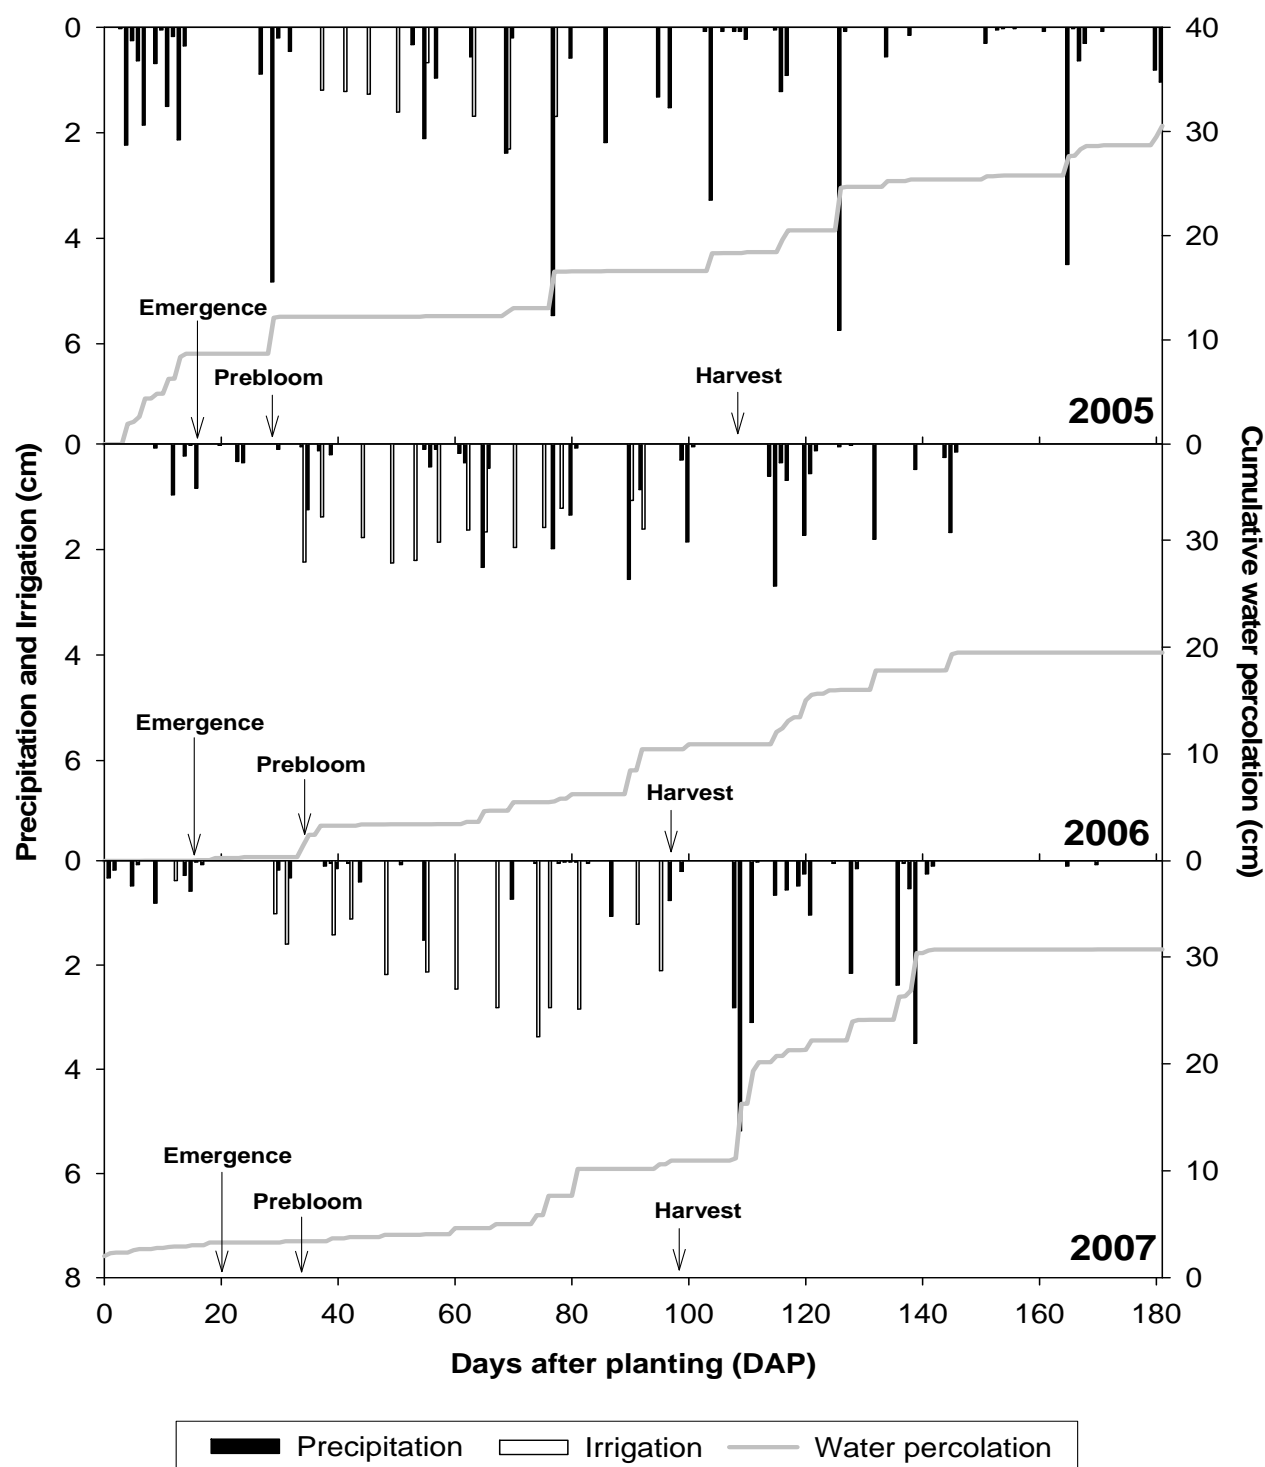 0
2
4
6
40
30
20
10
Emergence
Prebloom
Harvest
2005
0
2
4
6
0
30
20
10
Emergence
Prebloom
Harvest
2006
0
2
4
6
8
0
30
20
10
0
Emergence
Prebloom
Harvest
2007
Precipitation and Irrigation (cm)
Cumulative water percolation (cm)
0 20 40 60 80 100 120 140 160 180
Days after planting (DAP)
Precipitation Irrigation Water percolation